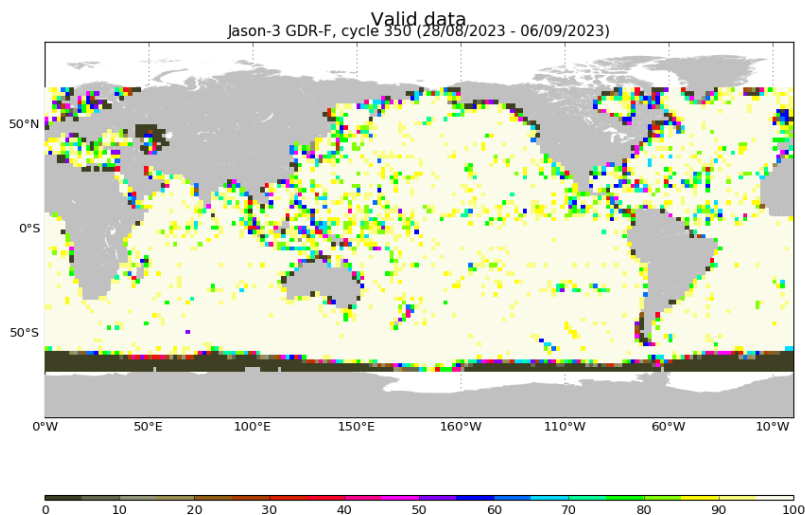 Valid data
Jason-3 GDR-F, cycle 350 (28/08/2023 - 06/09/2023)
50°N
0°S
50°S
0°W 50°E 100°E 150°E 160°W 110°W 60°W 10°W
0 10 20 30 40 50 60 70 80 90 100